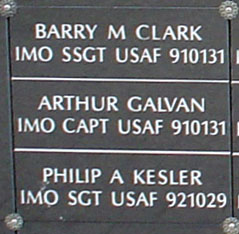 BARRY M CLARK
IMO SSGT USAF 910131
ARTHUR GALVAN
IMO CAPT USAF 910131
PHILIP A KESLER
IMO SGT USAF 921029